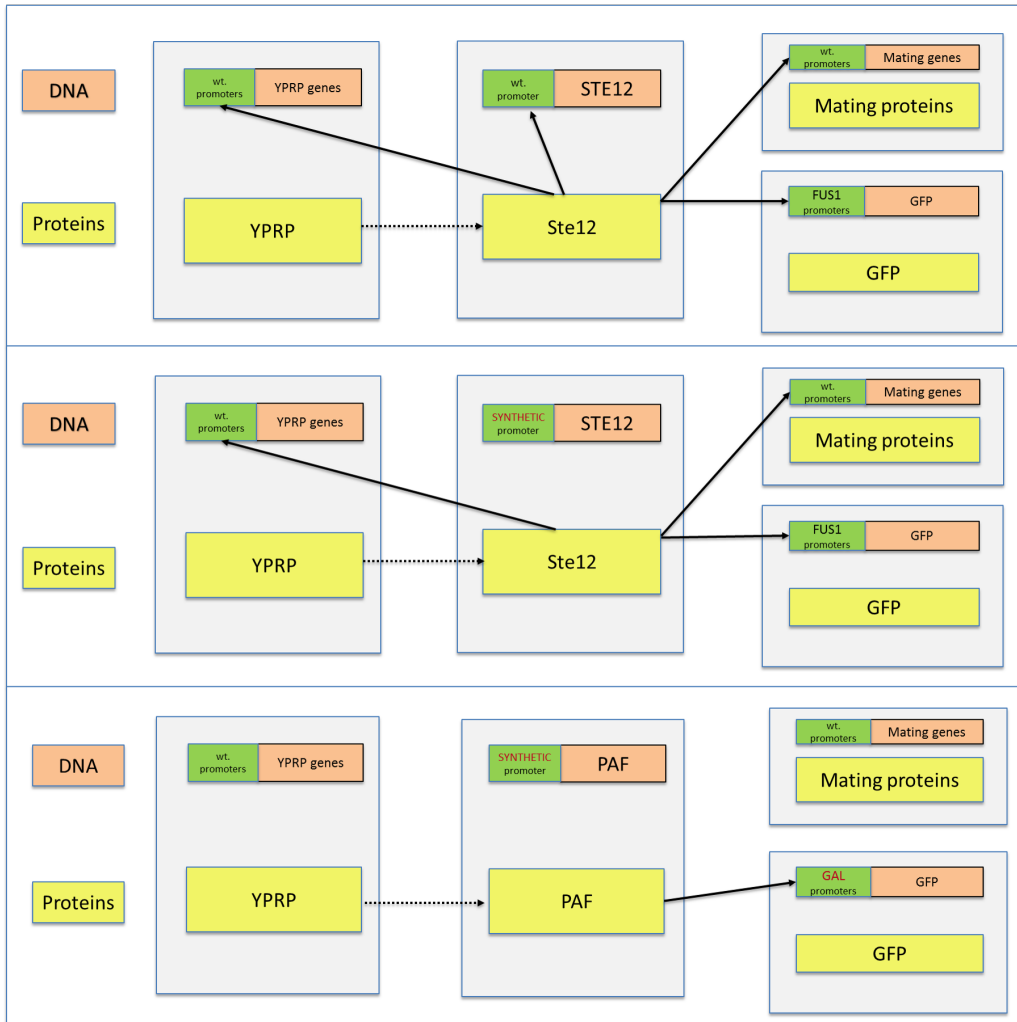 wt.
promoters
YPRP genes
wt.
promoter
STE12
wt.
promoters
Mating genes
DNA
Mating proteins
FUS1
promoters
GFP
Proteins
YPRP
Ste12
GFP
wt.
promoters
YPRP genes
SYNTHETIC
promoter
STE12
wt.
promoters
Mating genes
DNA
Mating proteins
FUS1
promoters
GFP
Proteins
YPRP
Ste12
GFP
wt.
promoters
Mating genes
DNA
wt.
promoters
YPRP genes
SYNTHETIC
promoter
PAF
Mating proteins
GAL
promoters
GFP
Proteins
YPRP
PAF
GFP